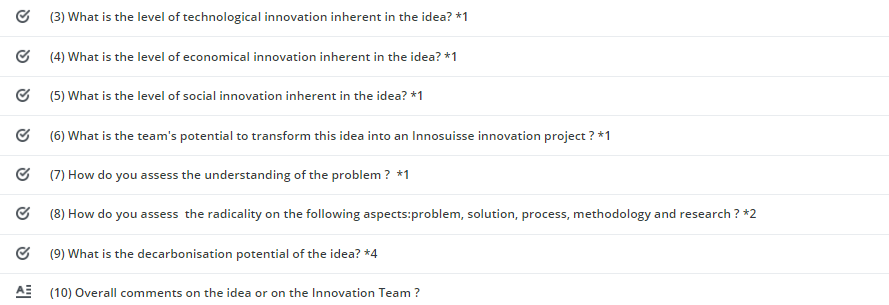 (3) What is the level of technological innovation inherent in the idea? *1
(4) What is the level of economical innovation inherent in the idea? *1
(5) What is the level of social innovation inherent in the idea? *1
(6) What is the team's potential to transform this idea into an Innosuisse innovation project ? *1
(7) How do you assess the understanding of the problem ?  *1
(8) How do you assess  the radicality on the following aspects:problem, solution, process, methodology and research ? *2
(9) What is the decarbonisation potential of the idea? *4
(10) Overall comments on the idea or on the Innovation Team ?